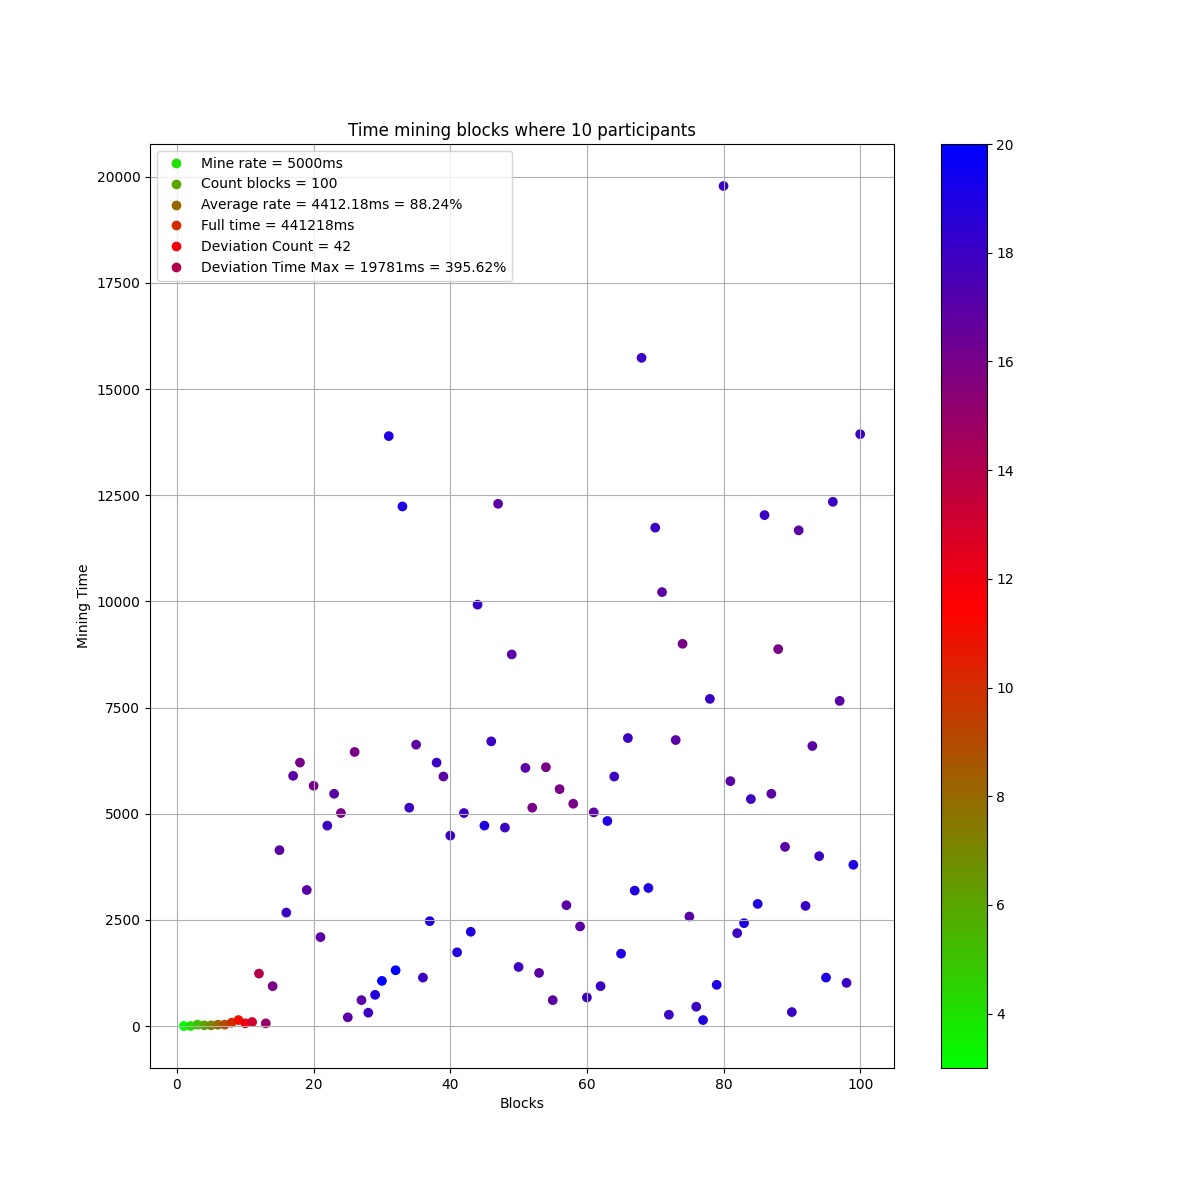 Time mining blocks where 10 participants
Mine rate = 5000ms
Count blocks = 100
Average rate = 4412.18ms = 88.24%
Full time = 441218ms
Deviation Count = 42
Deviation Time Max = 19781ms = 395.62%
20000
17500
15000
12500
10000
7500
5000
2500
0
Mining Time
0 20 40 60 80 100
Blocks
20
18
16
14
12
10
8
6
4